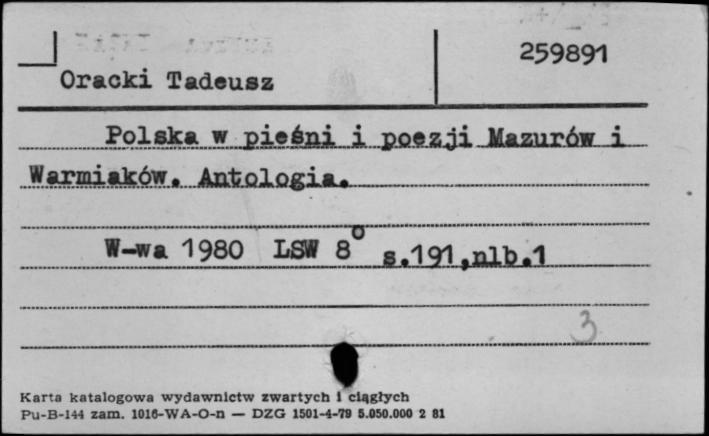 259891
Oracki Tadeusz
Polska w pieśni i poezji Mazurów i
Warmiaków. Antologia.
W-wa 1980 LSW 8° s.191,nlb.1
3
Karta katalogowa wydawnictw zwartych i ciągłych
Pu-B-144 zam. 1016-WA-O-n — DZG 1501-4-79 5.050.000 2 81